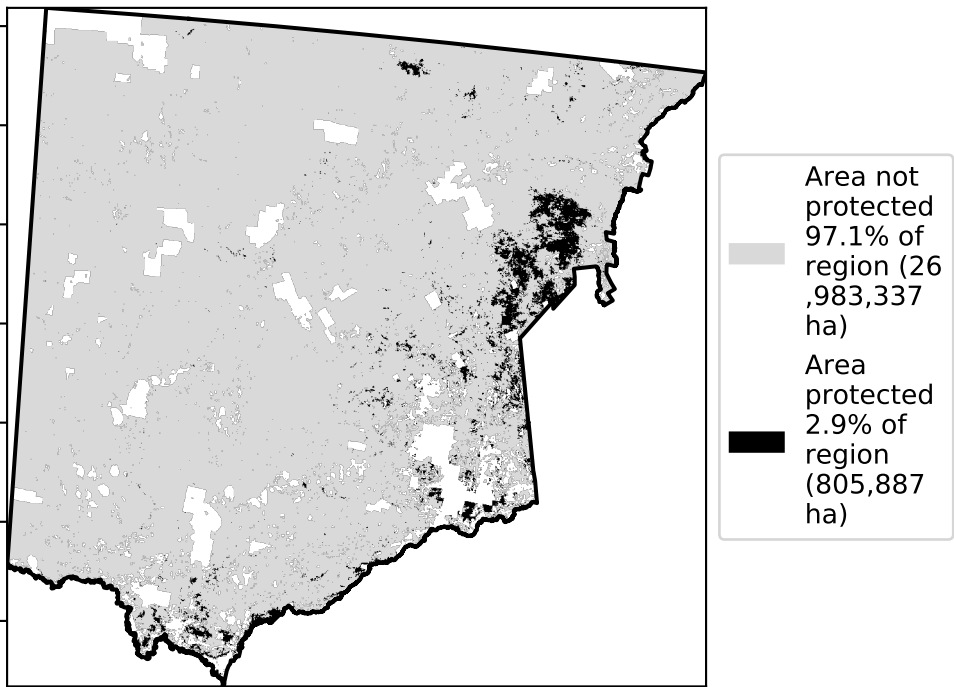 Area not
protected
97.1% of
region (26
,983,337
ha)
Area
protected
2.9% of
region
(805,887
ha)